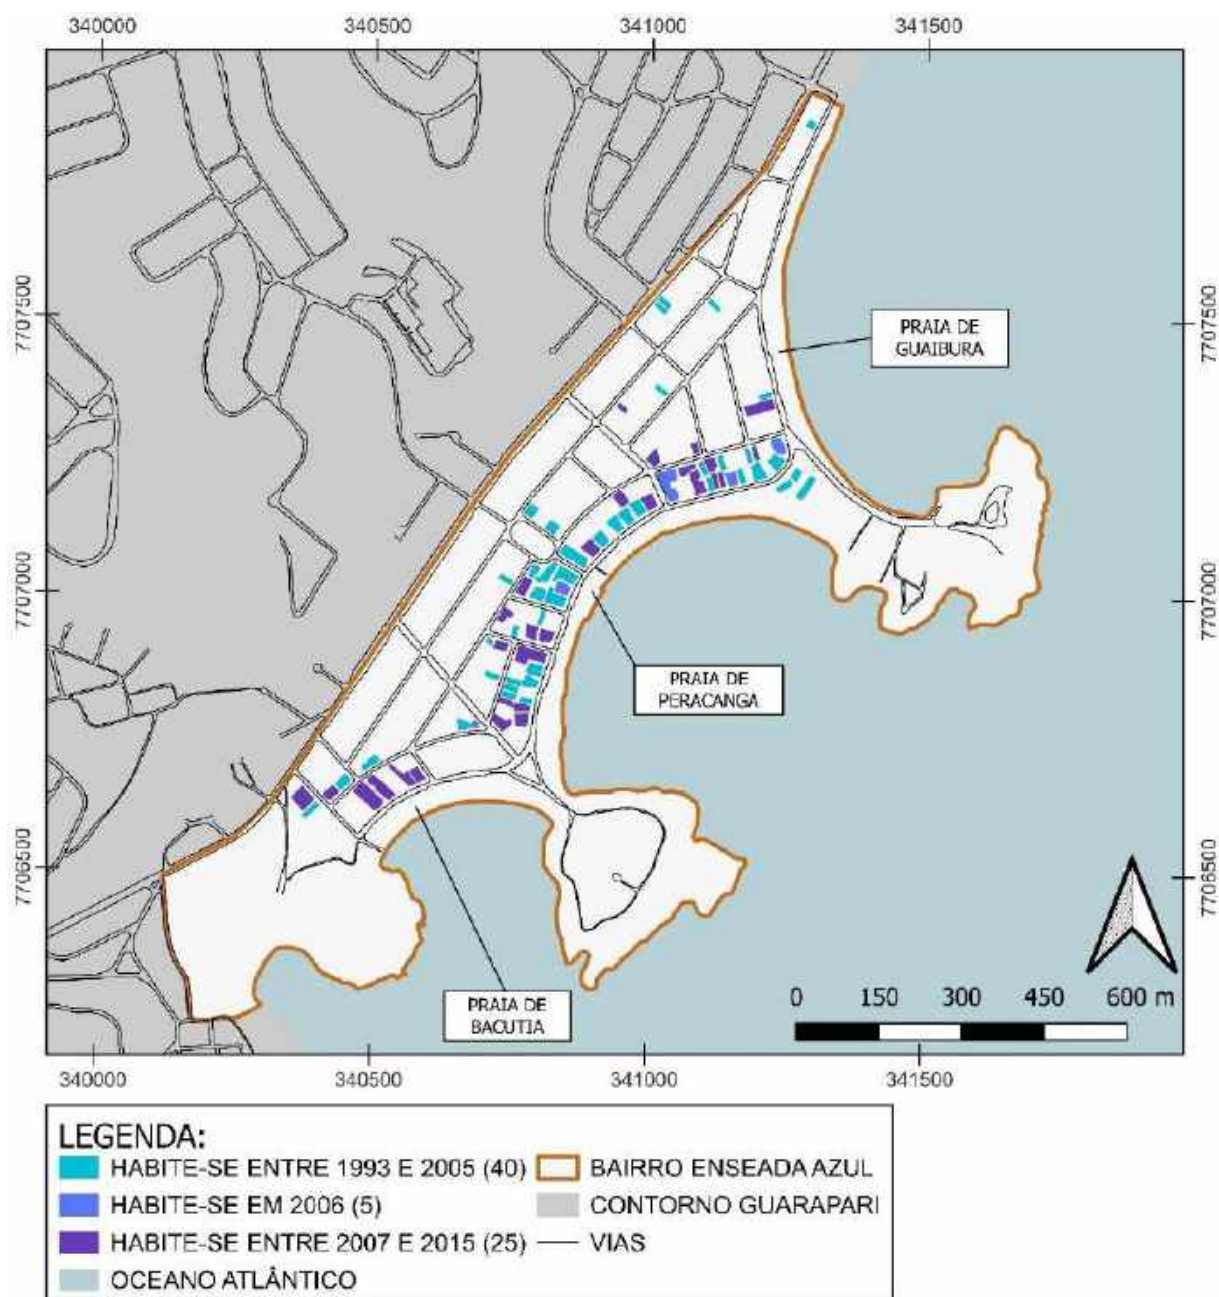 340000 340500 341000 341500
7707500 7707500
PRAIA DE
GUAIBURA
7707000 7707000
PRAIA DE
PERACANGA
7706500 7706500
PRAIA DE
BACUTIA
0 150 300 450 600 m
340000 340500 341000 341500
LEGENDA:
HABITE-SE ENTRE 1993 E 2005 (40) BAIRRO ENSEADA AZUL
HABITE-SE EM 2006 (5) CONTORNO GUARAPARI
HABITE-SE ENTRE 2007 E 2015 (25) VIAS
OCEANO ATLÂNTICO